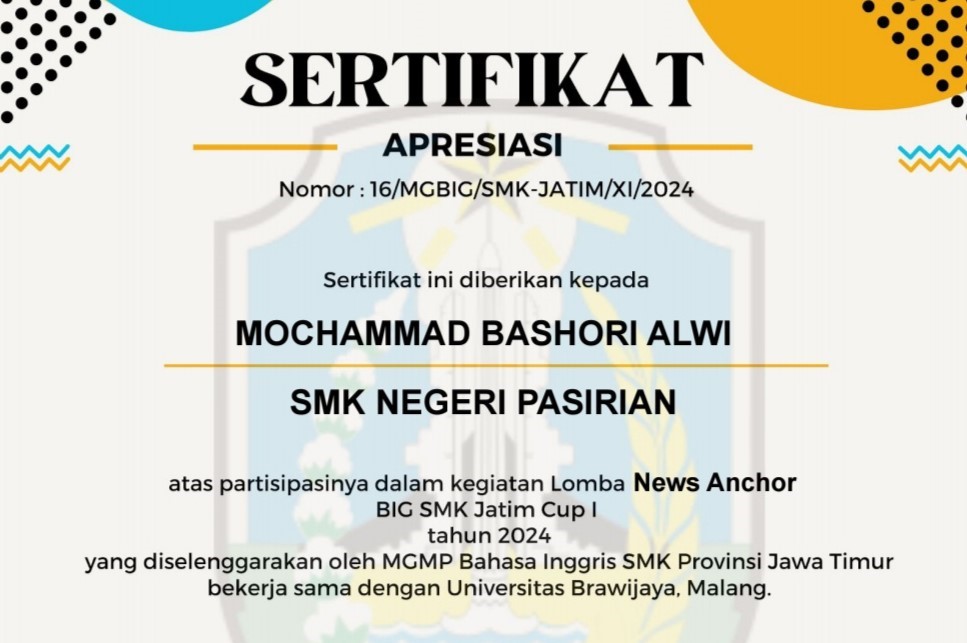 SERTIFIKAT
APRESIASI
Nomor : 16/MGBIG/SMK-JATIM/XI/2024
Sertifikat ini diberikan kepada
MOCHAMMAD BASHORI ALWI
SMK NEGERI PASIRIAN
atas partisipasinya dalam kegiatan Lomba News Anchor
BIG SMK Jatim Cup I
tahun 2024
yang diselenggarakan oleh MGMP Bahasa Inggris SMK Provinsi Jawa Timur
bekerja sama dengan Universitas Brawijaya, Malang.